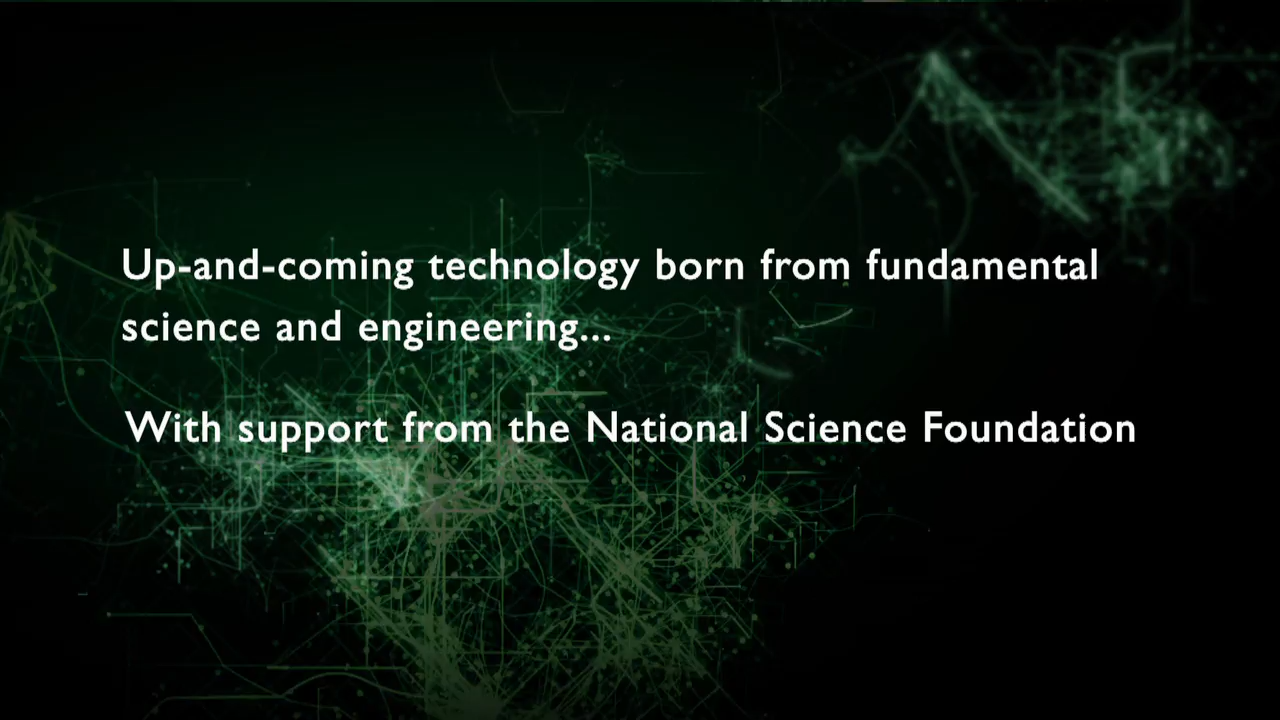 Up-and-coming technology born from fundamental
science and engineering...
With support from the National Science Foundation